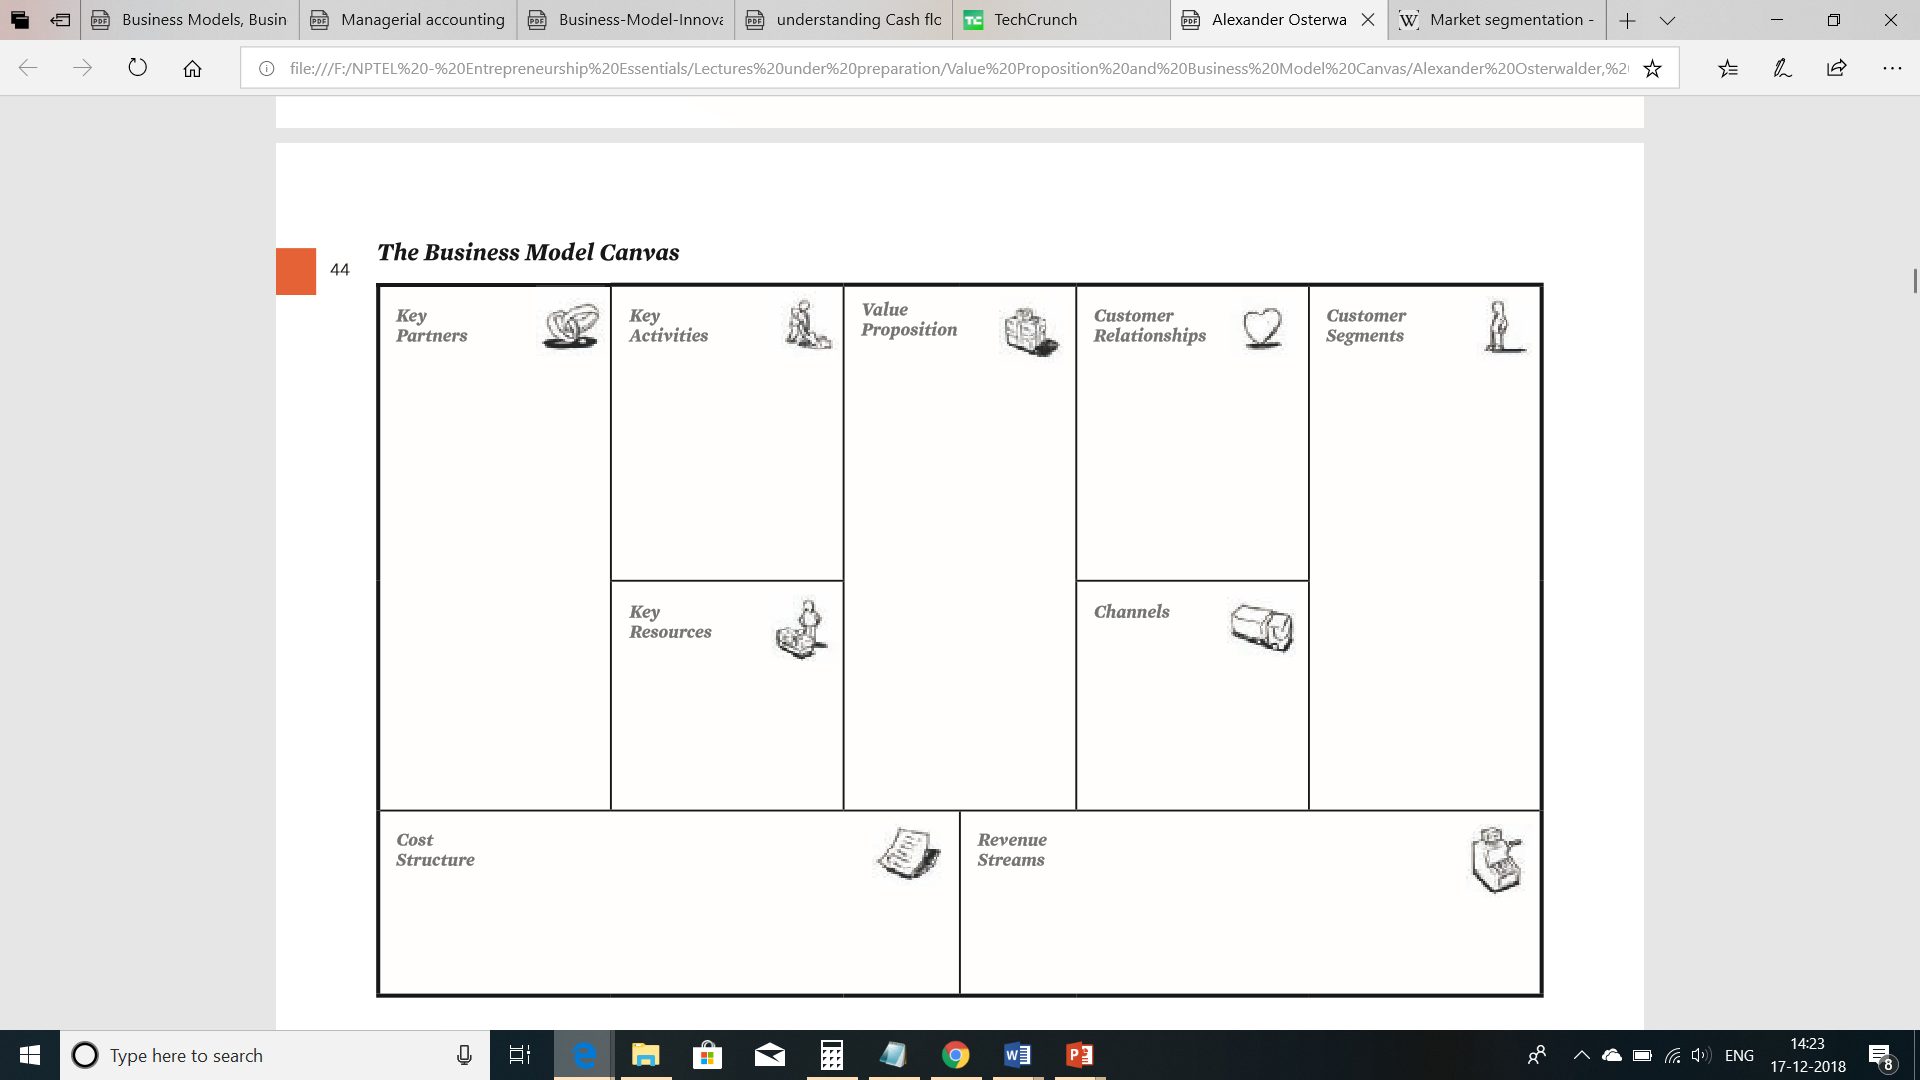 Business Models, Busin
Managerial accounting
Business-Model-Innova
understanding Cash flo
TechCrunch
Alexander Osterwa
Market segmentation -
file:///F:/NPTEL%20-%20Entrepreneurship%20Essentials/Lectures%20under%20preparation/Value%20Proposition%20and%20Business%20Model%20Canvas/Alexander%20Osterwalder,%20
44
The Business Model Canvas
Key
Partners
Key
Activities
Value
Proposition
Customer
Relationships
Customer
Segments
Key
Resources
Channels
Cost
Structure
Revenue
Streams
Type here to search
ENG
14:23
17-12-2018
8